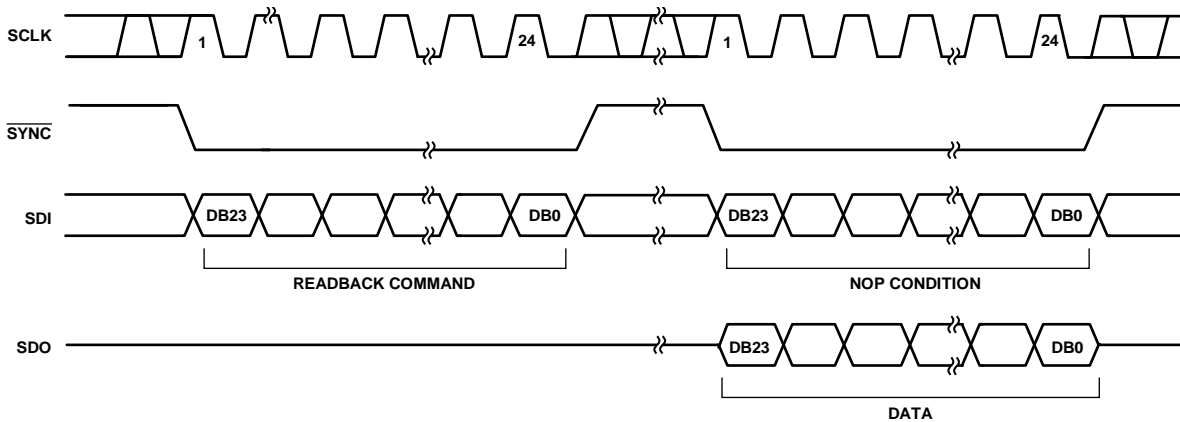 SCLK
1
24
1
24
SYNC
SDI
DB23
DB0
DB23
DB0
READBACK COMMAND
NOP CONDITION
SDO
DB23
DB0
DATA